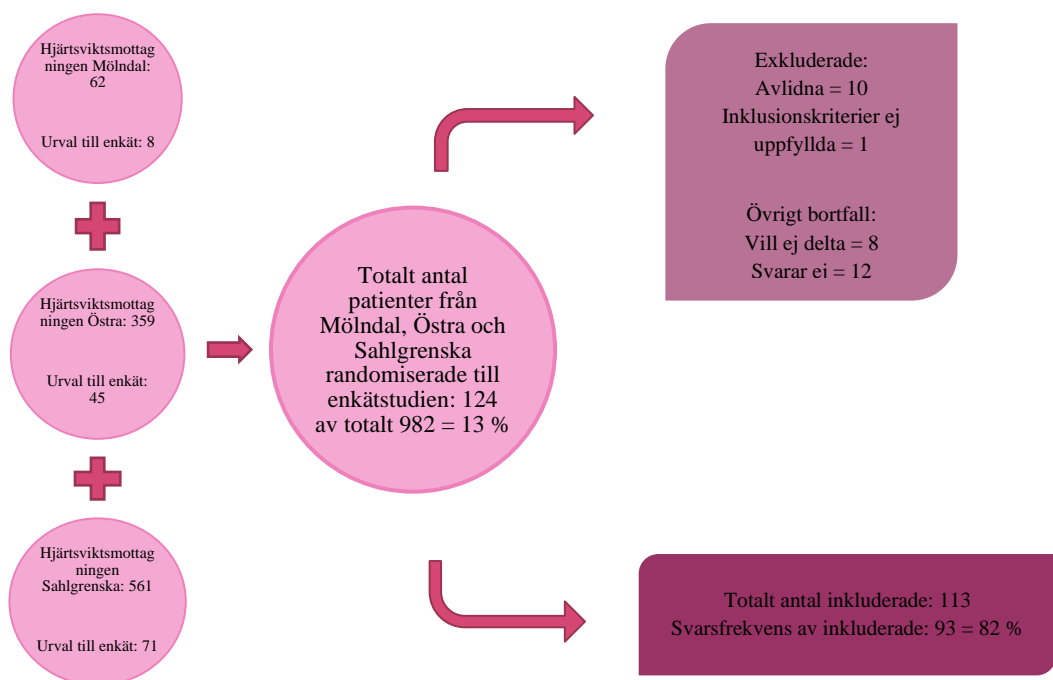 Hjärtsviktsmottag
ningen Mölndal:
62
Urval till enkät: 8
Hjärtsviktsmottag
ningen Östra: 359
Urval till enkät:
45
Hjärtsviktsmottag
ningen
Sahlgrenska: 561
Urval till enkät: 71
Totalt antal
patienter från
Mölndal, Östra och
Sahlgrenska
randomiserade till
enkätstudien: 124
av totalt 982 = 13 %
Exkluderade:
Avlidna = 10
Inklusionskriterier ej
uppfyllda = 1
Övrigt bortfall:
Vill ej delta = 8
Svarar ej = 12
Totalt antal inkluderade: 113
Svarsfrekvens av inkluderade: 93 = 82 %